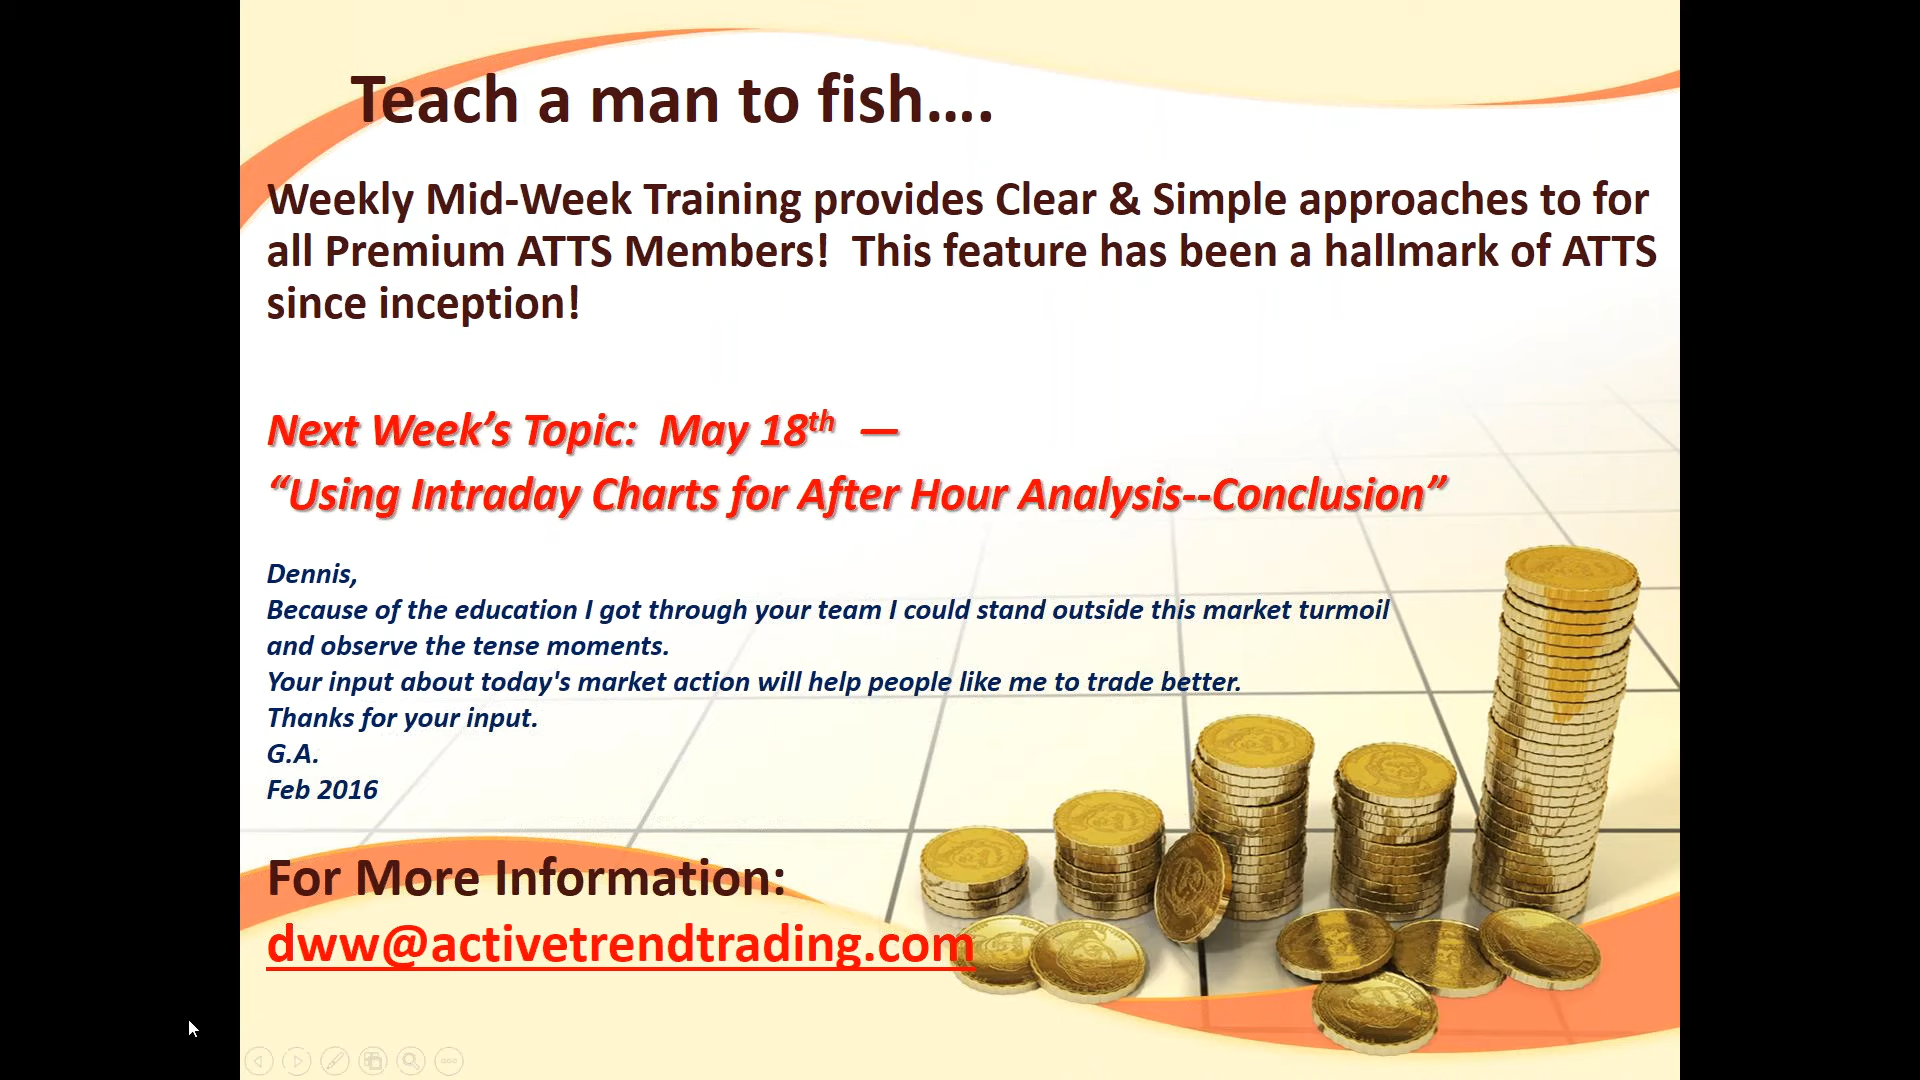 Teach a man to fish....
Weekly Mid-Week Training provides Clear & Simple approaches to for
all Premium ATTS Members!  This feature has been a hallmark of ATTS
since inception!
Next Week’s Topic:  May 18th —
“Using Intraday Charts for After Hour Analysis--Conclusion”
Dennis,
Because of the education I got through your team I could stand outside this market turmoil
and observe the tense moments.
Your input about today's market action will help people like me to trade better.
Thanks for your input.
G.A.
Feb 2016
For More Information:
dww@activetrendtrading.com